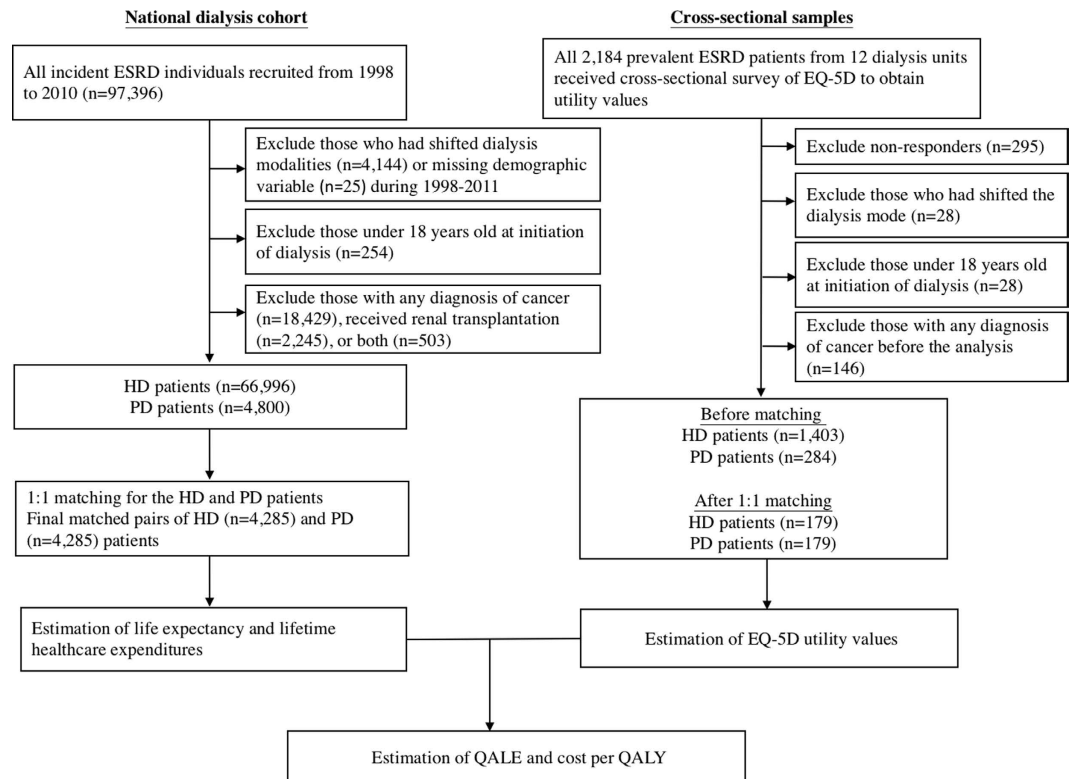 National dialysis cohort
All incident ESRD individuals recruited from 1998
to 2010 (n=97,396)
Exclude those who had shifted dialysis
modalities (n=4,144) or missing demographic
variable (n=25) during 1998-2011
Exclude those under 18 years old at initiation
of dialysis (n=254)
Exclude those with any diagnosis of cancer
(n=18,429), received renal transplantation
(n=2,245), or both (n=503)
HD patients (n=66,996)
PD patients (n=4,800)
1:1 matching for the HD and PD patients
Final matched pairs of HD (n=4,285) and PD
(n=4,285) patients
Estimation of life expectancy and lifetime
healthcare expenditures
Cross-sectional samples
All 2,184 prevalent ESRD patients from 12 dialysis units
received cross-sectional survey of EQ-5D to obtain
utility values
Exclude non-responders (n=295)
Exclude those who had shifted the
dialysis mode (n=28)
Exclude those under 18 years old
at initiation of dialysis (n=28)
Exclude those with any diagnosis
of cancer before the analysis
(n=146)
Before matching
HD patients (n=1,403)
PD patients (n=284)
After 1:1 matching
HD patients (n=179)
PD patients (n=179)
Estimation of EQ-5D utility values
Estimation of QALE and cost per QALY